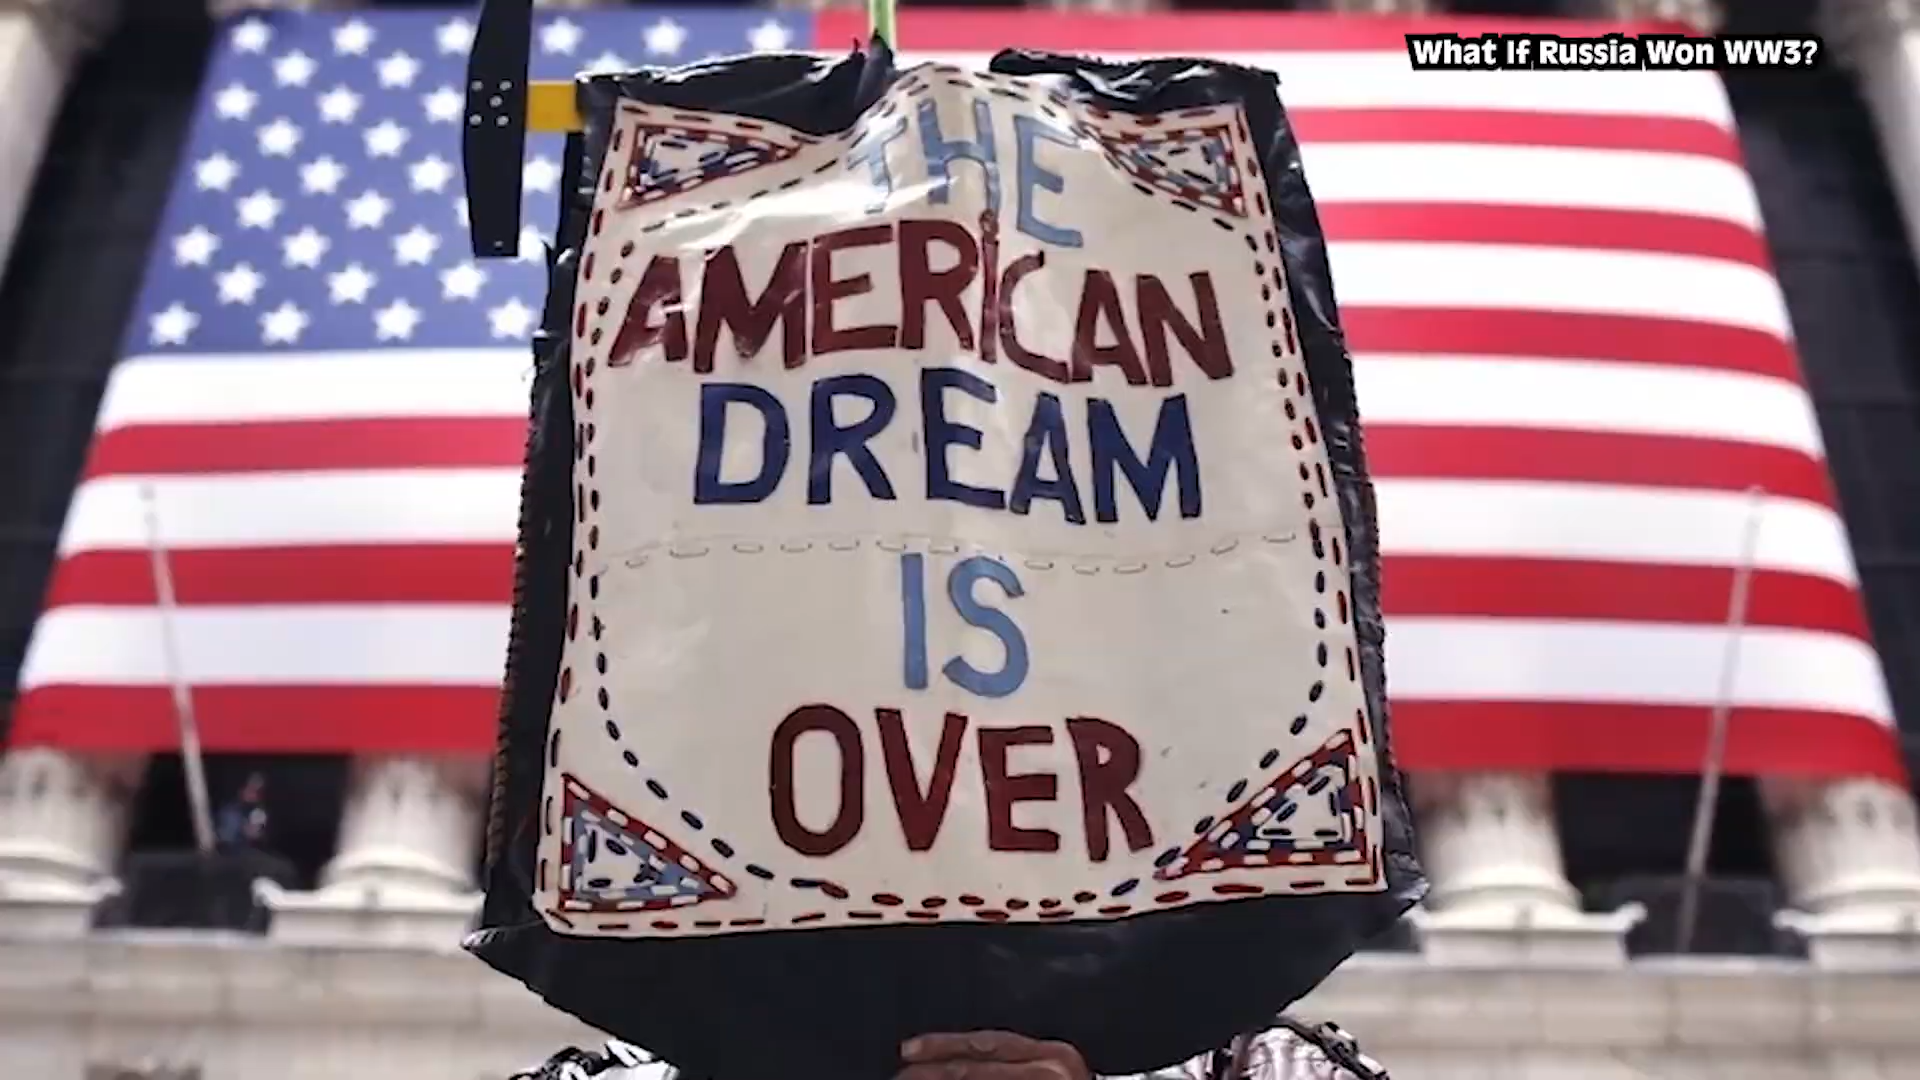 What If Russia Won WW3?
THE
AMERICAN
DREAM
IS
OVER